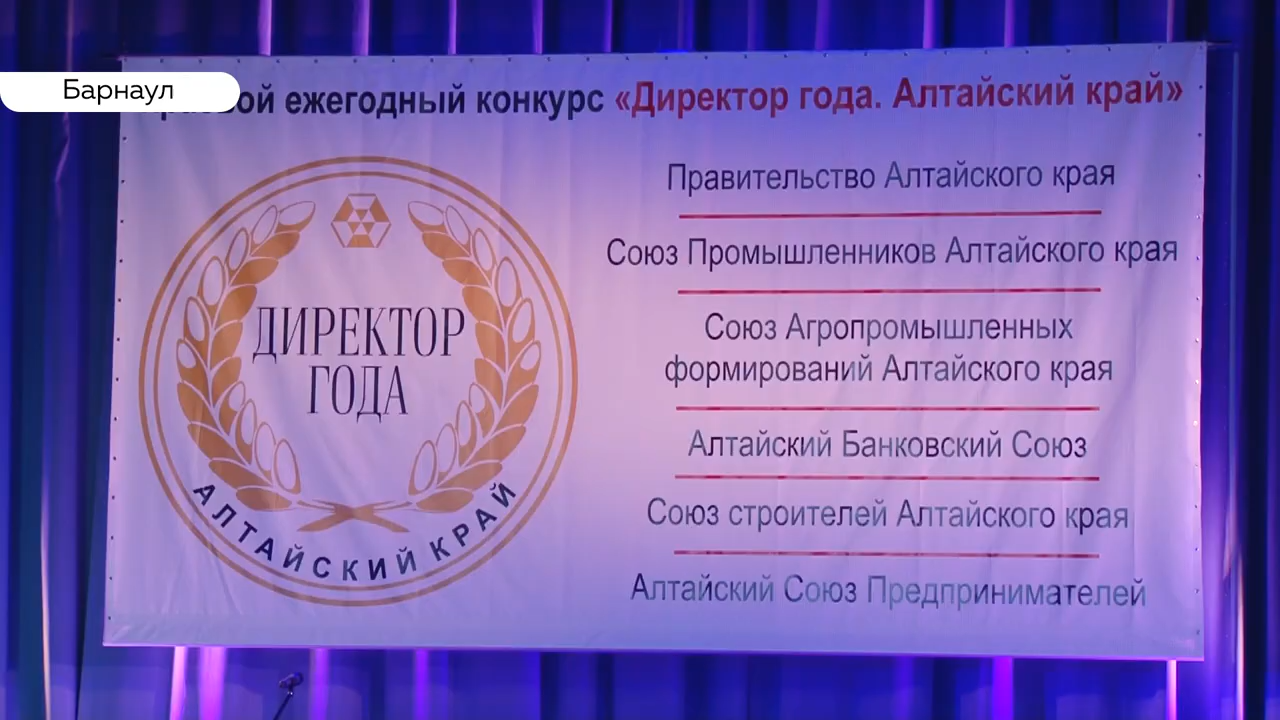 Барнаул
ежегодный конкурс «Директор года. Алтайский край»
Правительство Алтайского края
Союз Промышленников Алтайского края
Союз Агропромышленных
формирований Алтайского края
Алтайский Банковский Союз
Союз строителей Алтайского края
Алтайский Союз Предпринимателей
ДИРЕКТОР
ГОДА
АЛТАЙСКИЙ КРАЙ